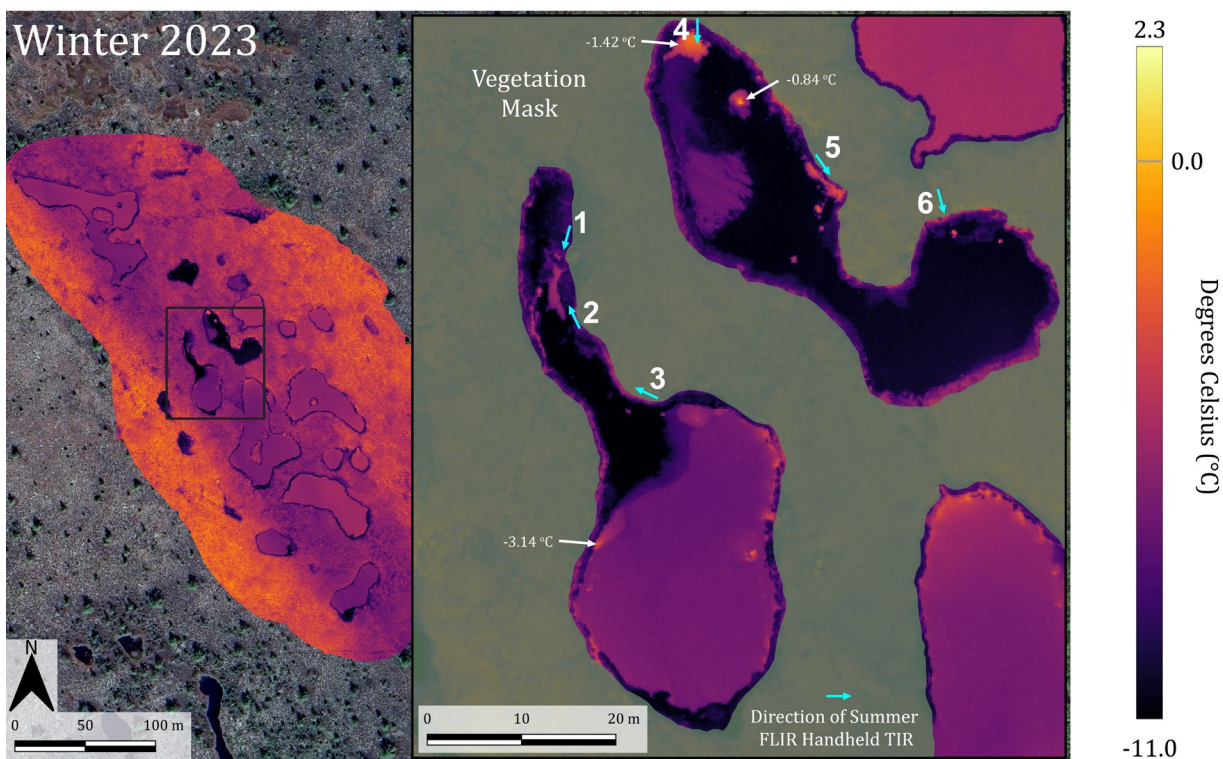 Winter 2023
N
0 50 100 m
Vegetation
Mask
-1.42 °C
4
-0.84 °C
5
6
1
2
3
-3.14 °C
0 10 20 m
Direction of Summer
FLIR Handheld TIR
2.3
0.0
-11.0
Degrees Celsius (°C)